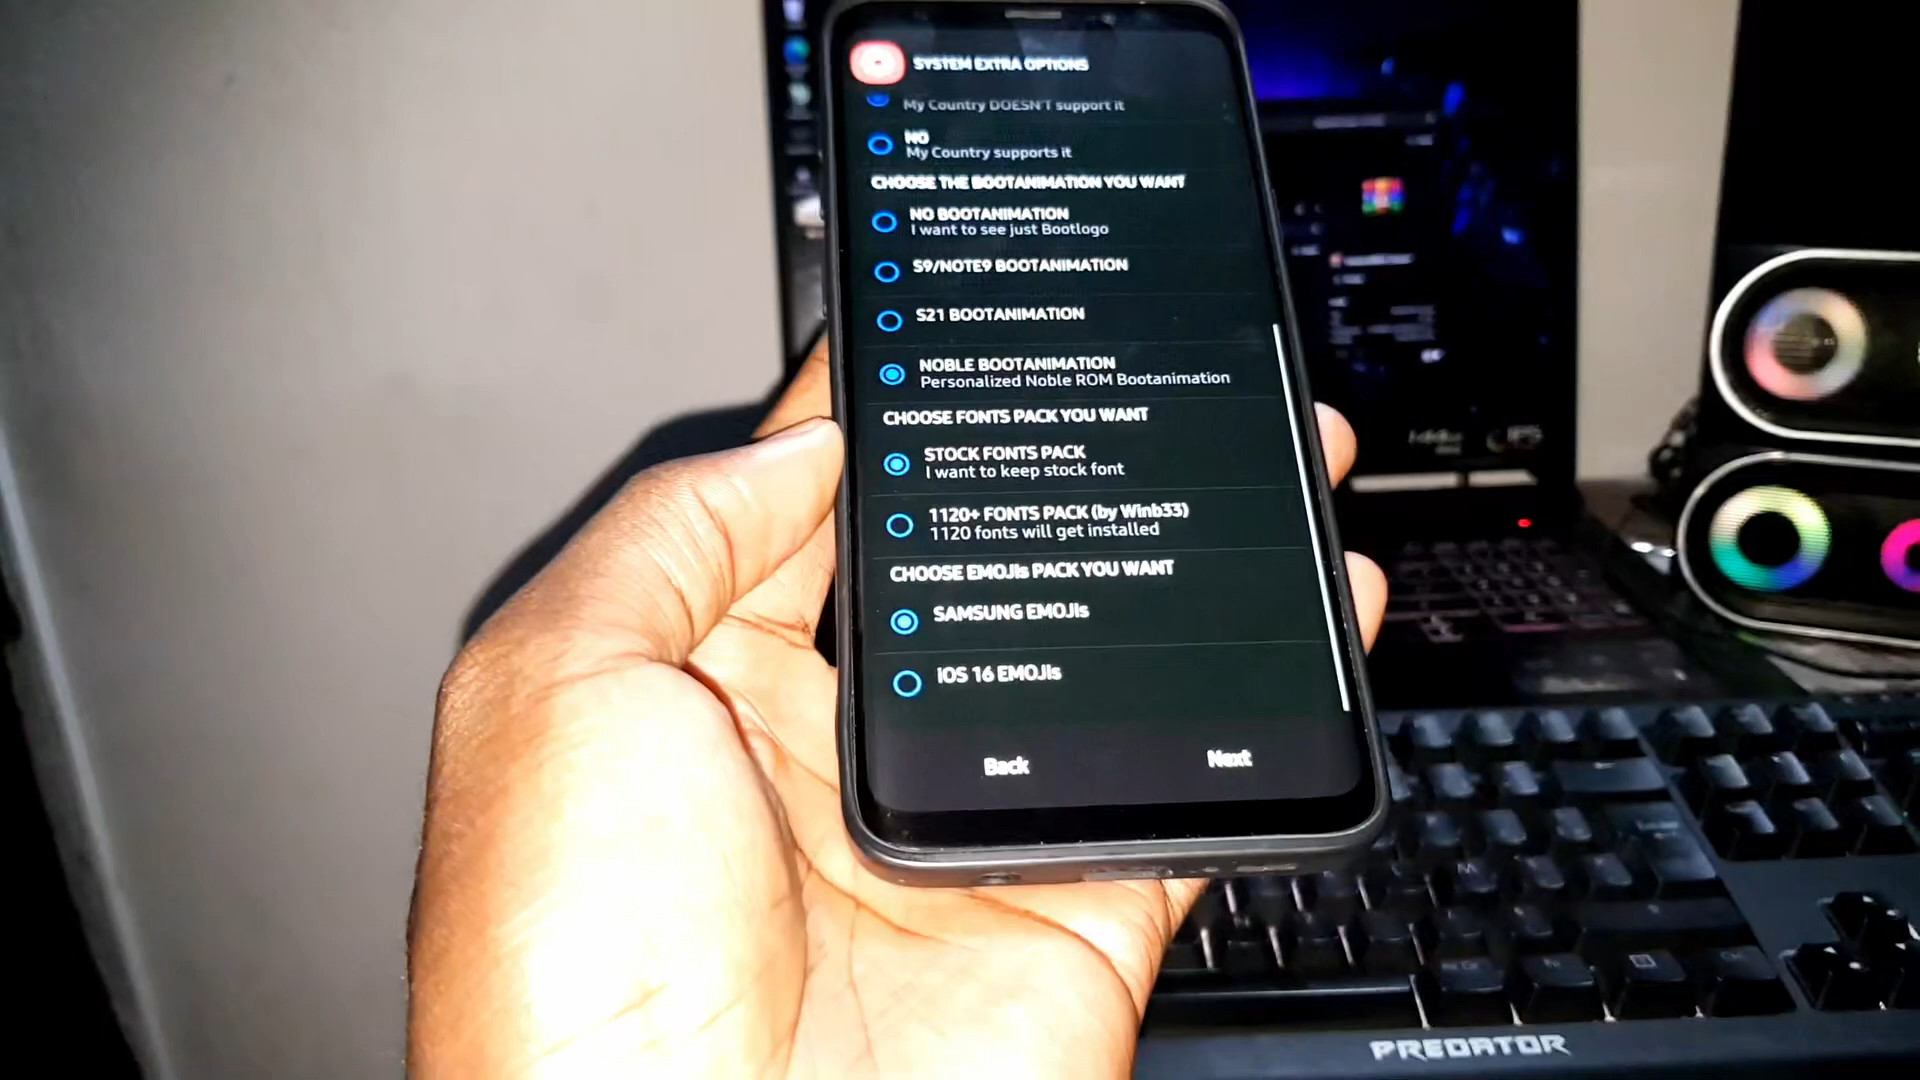 SYSTEM EXTRA OPTIONS
My Country DOESN'T support it
NO
My Country supports it
CHOOSE THE BOOTANIMATION YOU WANT
NO BOOTANIMATION
I want to see just Bootlogo
S9/NOTE9 BOOTANIMATION
S21 BOOTANIMATION
NOBLE BOOTANIMATION
Personalized Noble ROM Bootanimation
CHOOSE FONTS PACK YOU WANT
STOCK FONTS PACK
I want to keep stock font
1120+ FONTS PACK (by Winb33)
1120 fonts will get installed
CHOOSE EMOJIs PACK YOU WANT
SAMSUNG EMOJIs
iOS 16 EMOJIs
Back
Next
PREDATOR